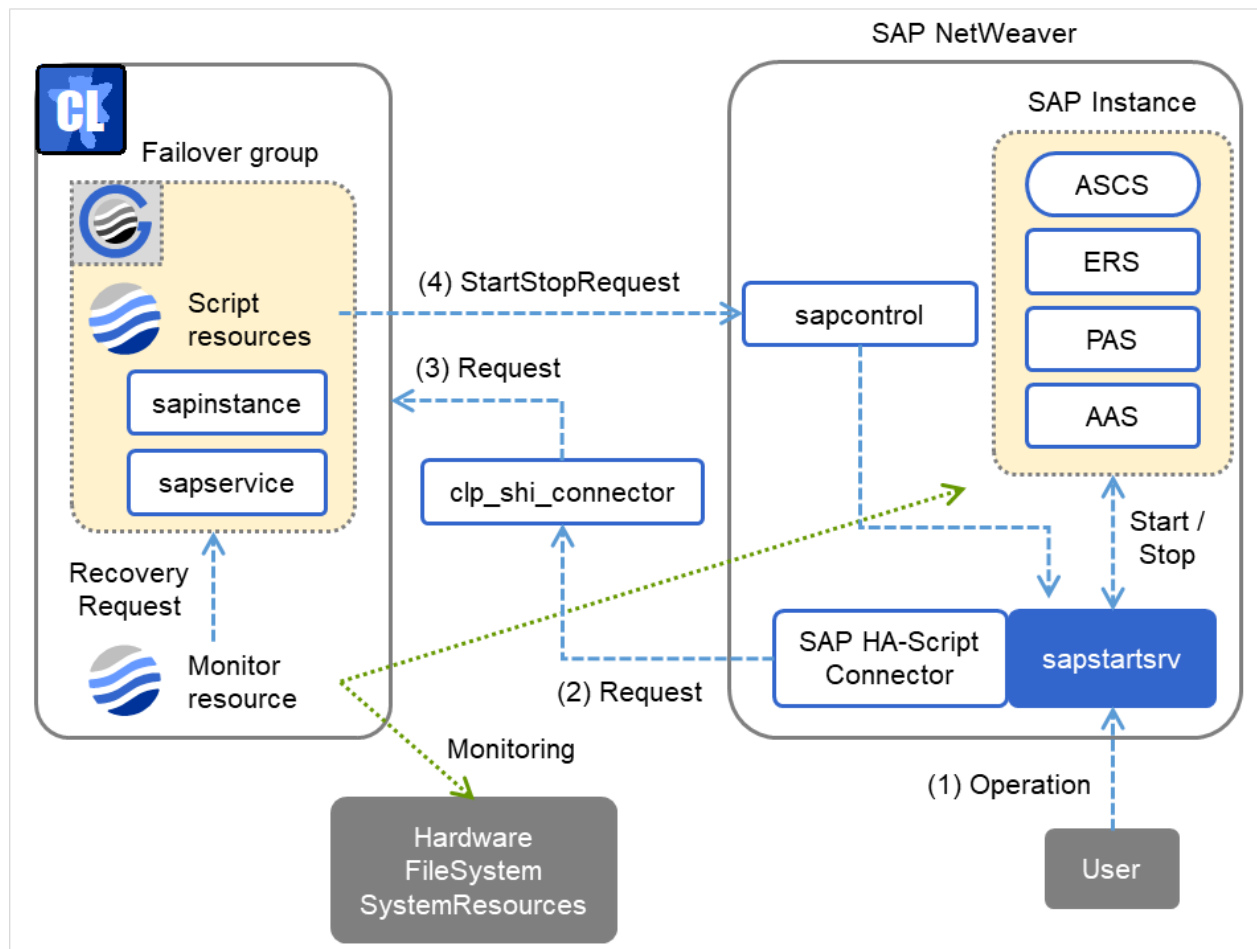 SAP NetWeaver
CL
SAP Instance
Failover group
ASCS
ERS
(4) StartStopRequest
Script
resources
sapcontrol
PAS
(3) Request
sapinstance
AAS
sapservice
clp_shi_connector
Start /
Stop
Recovery
Request
SAP HA-Script
Connector
sapstartsrv
Monitor
resource
(2) Request
Monitoring
(1) Operation
Hardware
FileSystem
SystemResources
User